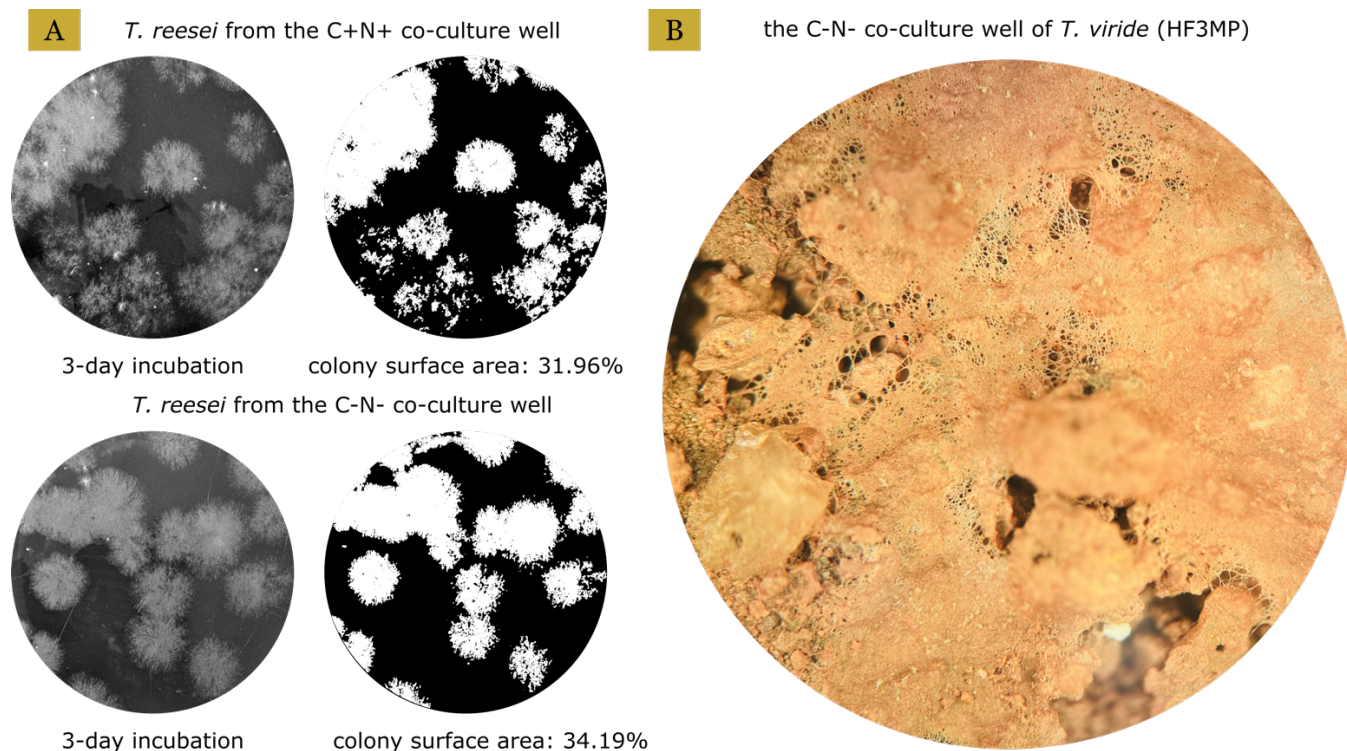 A
T. reesei from the C+N+ co-culture well
3-day incubation
colony surface area: 31.96%
T. reesei from the C-N- co-culture well
3-day incubation
colony surface area: 34.19%
B
the C-N- co-culture well of T. viride (HF3MP)